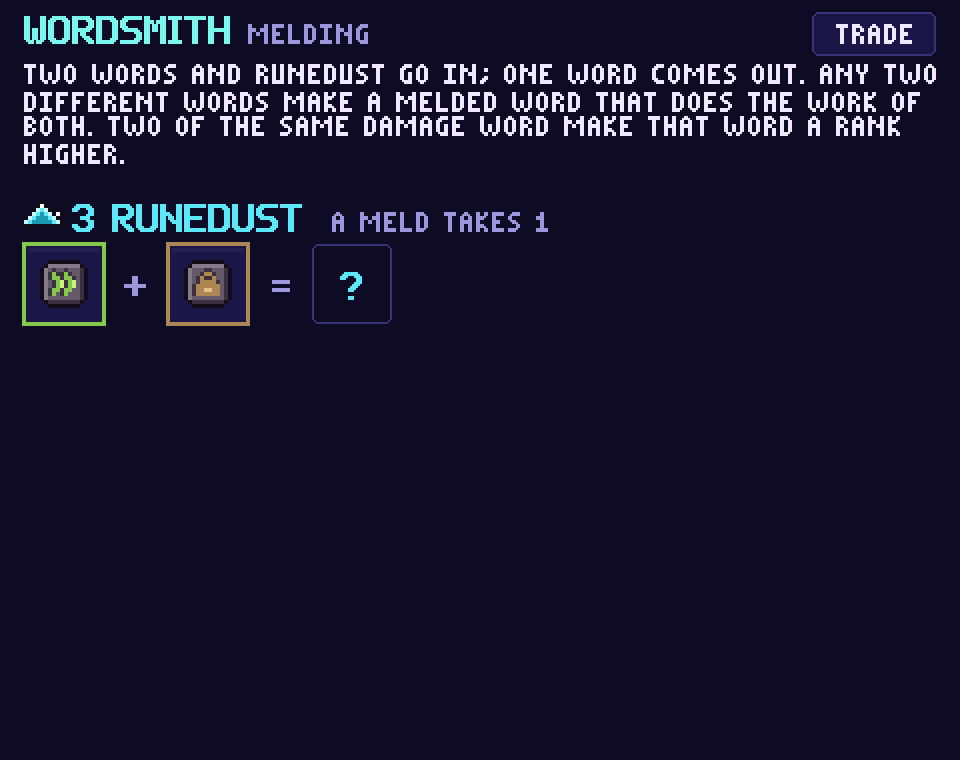 WORDSMITH MELDING
TRADE
TWO WORDS AND RUNEDUST GO IN; ONE WORD COMES OUT. ANY TWO
DIFFERENT WORDS MAKE A MELDED WORD THAT DOES THE WORK OF
BOTH. TWO OF THE SAME DAMAGE WORD MAKE THAT WORD A RANK
HIGHER.
3 RUNEDUST A MELD TAKES 1
+ = ?